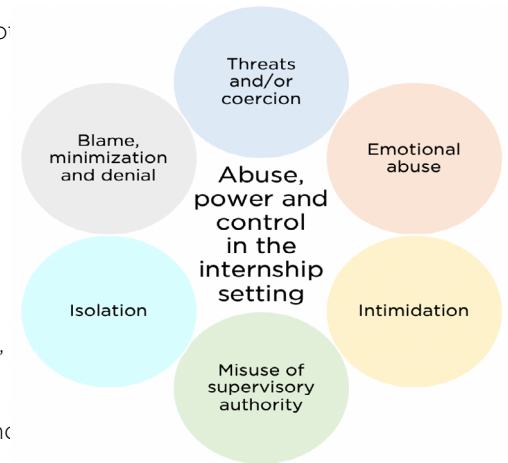 Threats
and/or
coercion
Blame,
minimization
and denial
Emotional
abuse
Abuse,
power and
control
in the
internship
setting
Isolation
Intimidation
Misuse of
supervisory
authority